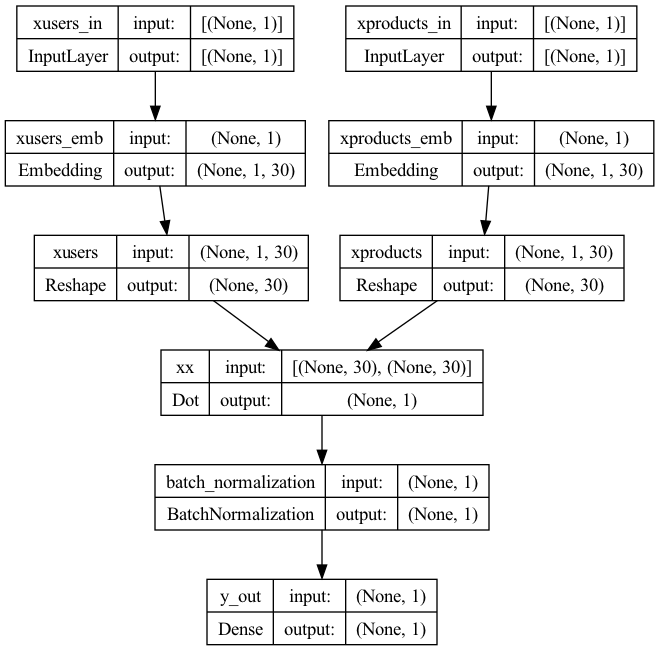 xusers_in input: [(None, 1)]
InputLayer output: [(None, 1)]
xproducts_in input: [(None, 1)]
InputLayer output: [(None, 1)]
xusers_emb input: (None, 1)
Embedding output: (None, 1, 30)
xproducts_emb input: (None, 1)
Embedding output: (None, 1, 30)
xusers input: (None, 1, 30)
Reshape output: (None, 30)
xproducts input: (None, 1, 30)
Reshape output: (None, 30)
xx input: [(None, 30), (None, 30)]
Dot output: (None, 1)
batch_normalization input: (None, 1)
BatchNormalization output: (None, 1)
y_out input: (None, 1)
Dense output: (None, 1)